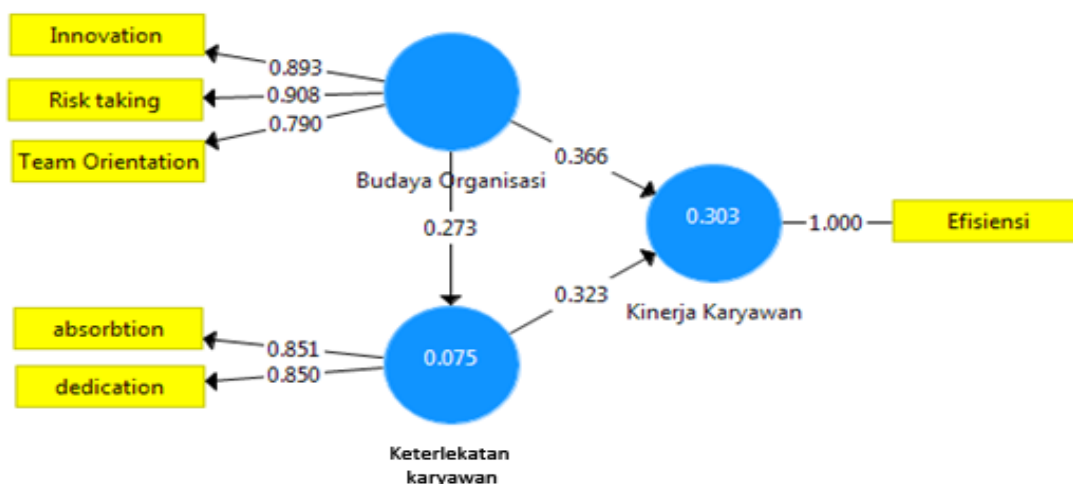 Innovation
0.893
Risk taking
0.908
0.790
Team Orientation
Budaya Organisasi
0.366
0.273
0.303
1.000
Efisiensi
Kinerja Karyawan
0.323
absorbtion
0.851
0.850
dedication
0.075
Keterlekatan
karyawan